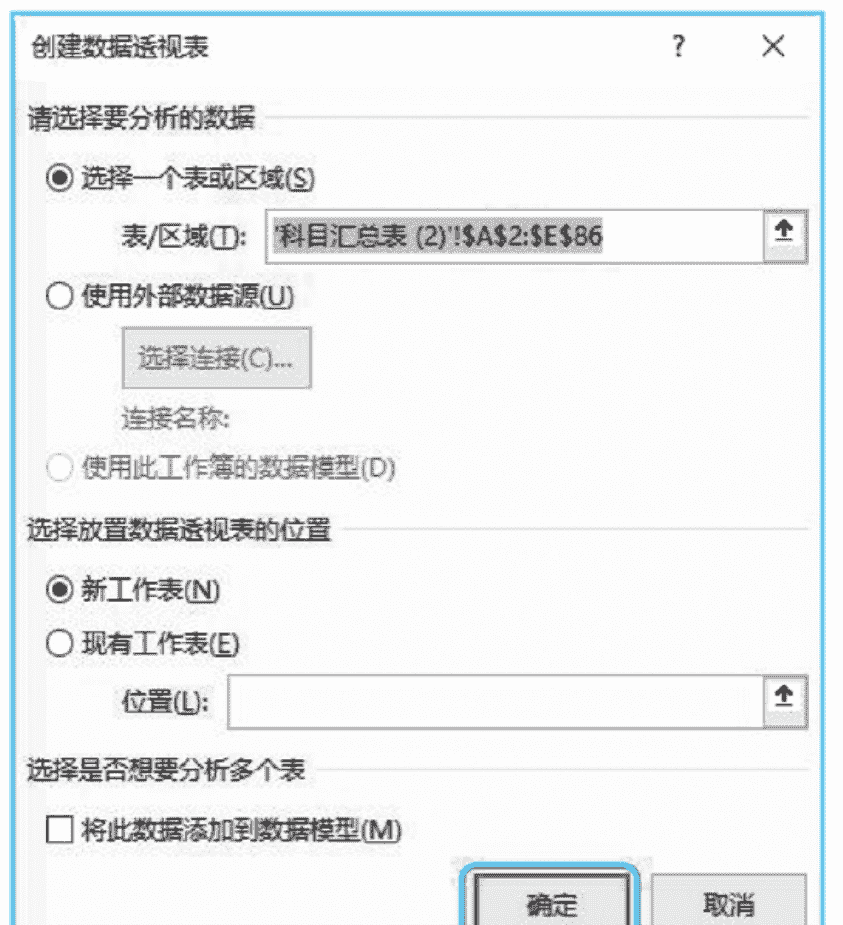 创建数据透视表 ? ×
请选择要分析的数据
选择一个表或区域(S)
表/区域(T): '科目汇总表 (2)'!$A$2:$E$86
使用外部数据源(U)
选择连接(C)...
连接名称:
使用此工作簿的数据模型(D)
选择放置数据透视表的位置
新工作表(N)
现有工作表(E)
位置(L):
选择是否想要分析多个表
将此数据添加到数据模型(M)
确定 取消